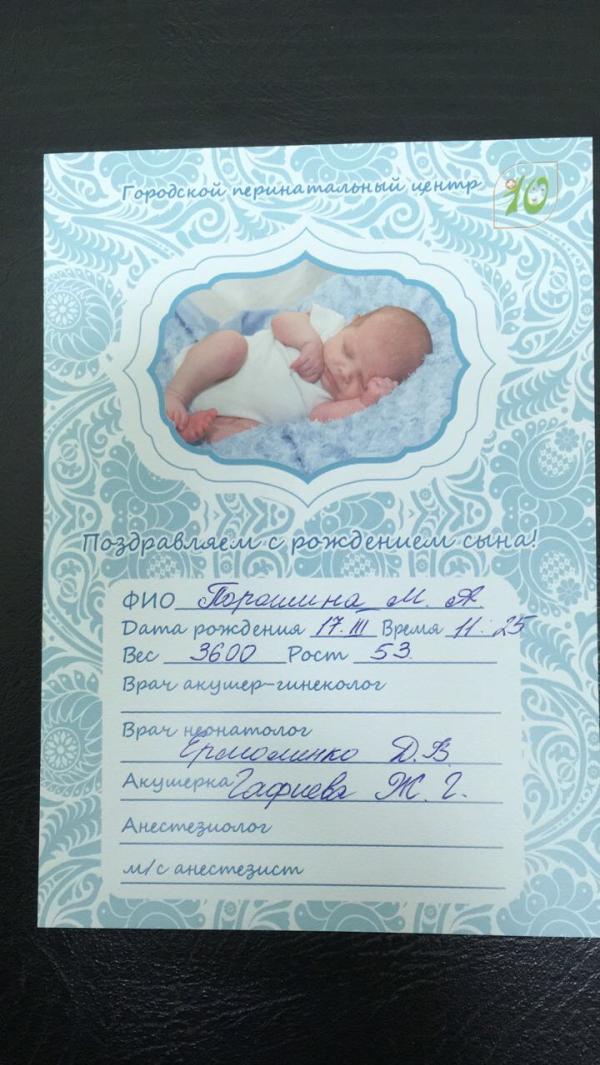 Городской перинатальный центр
10
Поздравляем с рождением сына!
ФИО Порошина М. А.
Дата рождения 17. III Время 11:25
Вес 3600 Рост 53
Врач акушер-гинеколог
Врач неонатолог
Ермоленко Д.В.
Акушерка Гафиева Ж. Г.
Анестезиолог
м/с анестезист